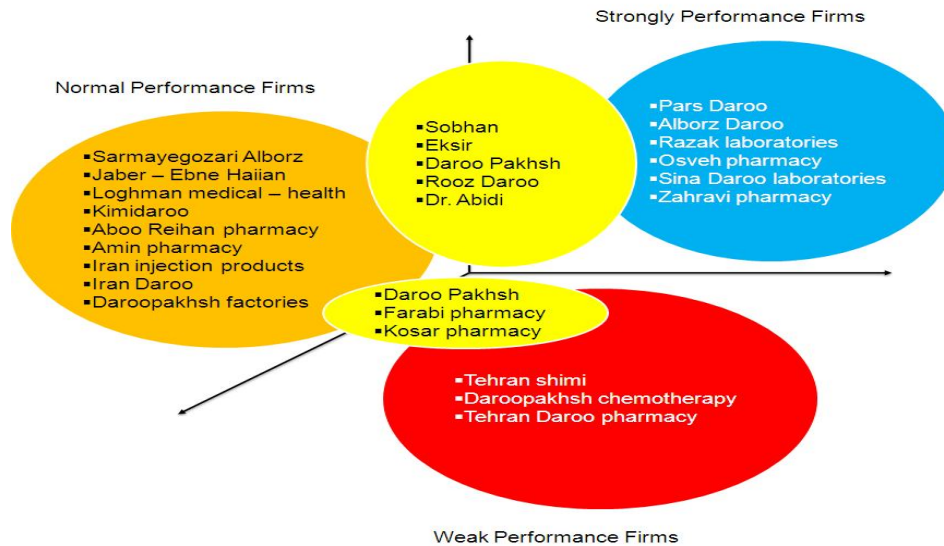 Strongly Performance Firms
Normal Performance Firms
▪Sarmayegozari Alborz
▪Jaber – Ebne Haiian
▪Loghman medical – health
▪Kimidaroo
▪Aboo Reihan pharmacy
▪Amin pharmacy
▪Iran injection products
▪Iran Daroo
▪Daroopakhsh factories
▪Sobhan
▪Eksir
▪Daroo Pakhsh
▪Rooz Daroo
▪Dr. Abidi
▪Pars Daroo
▪Alborz Daroo
▪Razak laboratories
▪Osveh pharmacy
▪Sina Daroo laboratories
▪Zahravi pharmacy
▪Daroo Pakhsh
▪Farabi pharmacy
▪Kosar pharmacy
▪Tehran shimi
▪Daroopakhsh chemotherapy
▪Tehran Daroo pharmacy
Weak Performance Firms